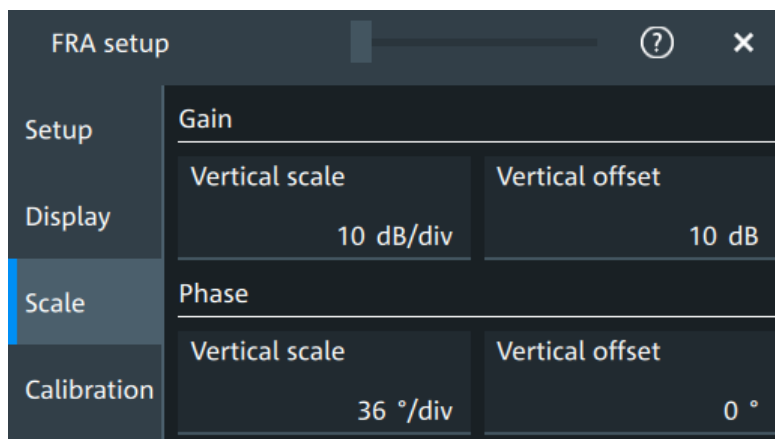 FRA setup ? ×
Setup
Display
Scale
Calibration
Gain
Vertical scale
10 dB/div
Vertical offset
10 dB
Phase
Vertical scale
36 °/div
Vertical offset
0 °